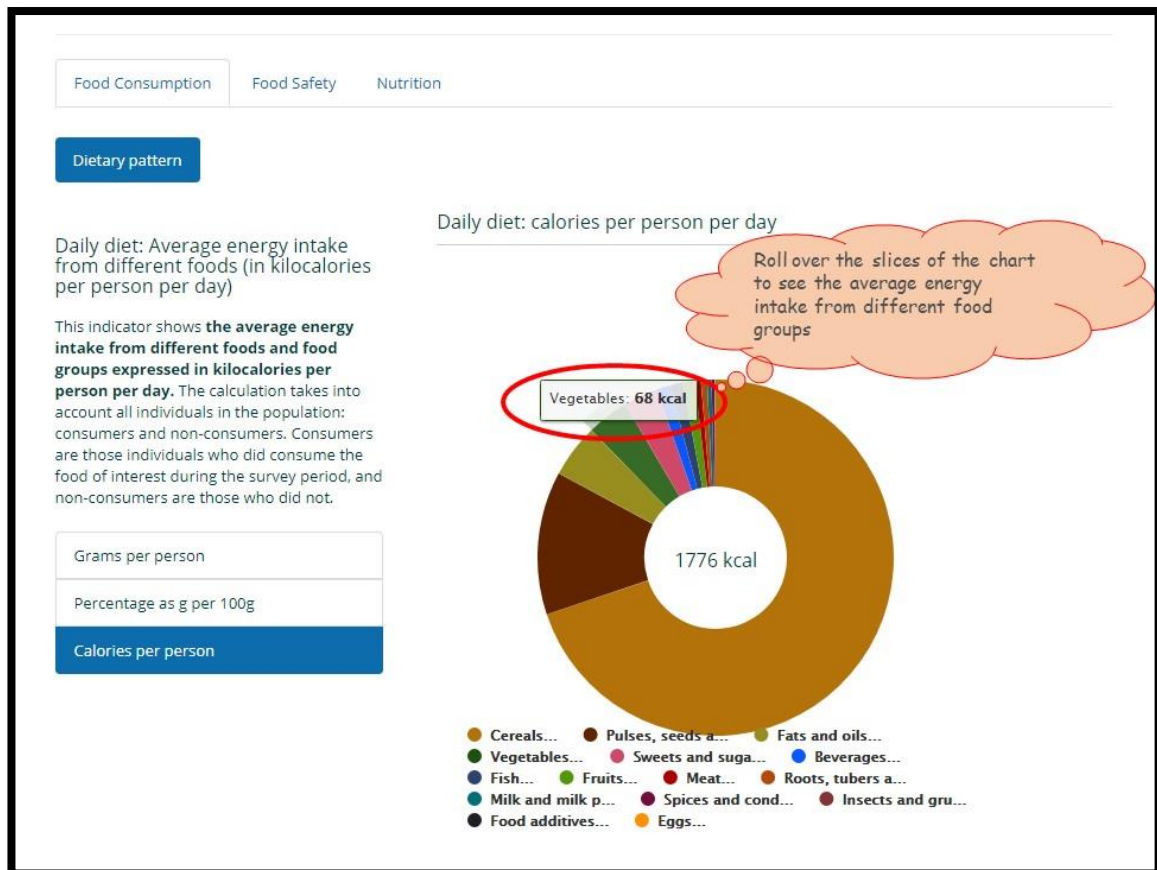 Food Consumption
Food Safety
Nutrition
Dietary pattern
Daily diet: Average energy intake
from different foods (in kilocalories
per person per day)
This indicator shows the average energy
intake from different foods and food
groups expressed in kilocalories per
person per day. The calculation takes into
account all individuals in the population:
consumers and non-consumers. Consumers
are those individuals who did consume the
food of interest during the survey period, and
non-consumers are those who did not.
Grams per person
Percentage as g per 100g
Calories per person
Daily diet: calories per person per day
Roll over the slices of the chart
to see the average energy
intake from different food
groups
Vegetables: 68 kcal
1776 kcal
Cereals... Pulses, seeds a... Fats and oils...
Vegetables... Sweets and suga... Beverages...
Fish... Fruits... Meat... Roots, tubers a...
Milk and milk p... Spices and cond... Insects and gru...
Food additives... Eggs...